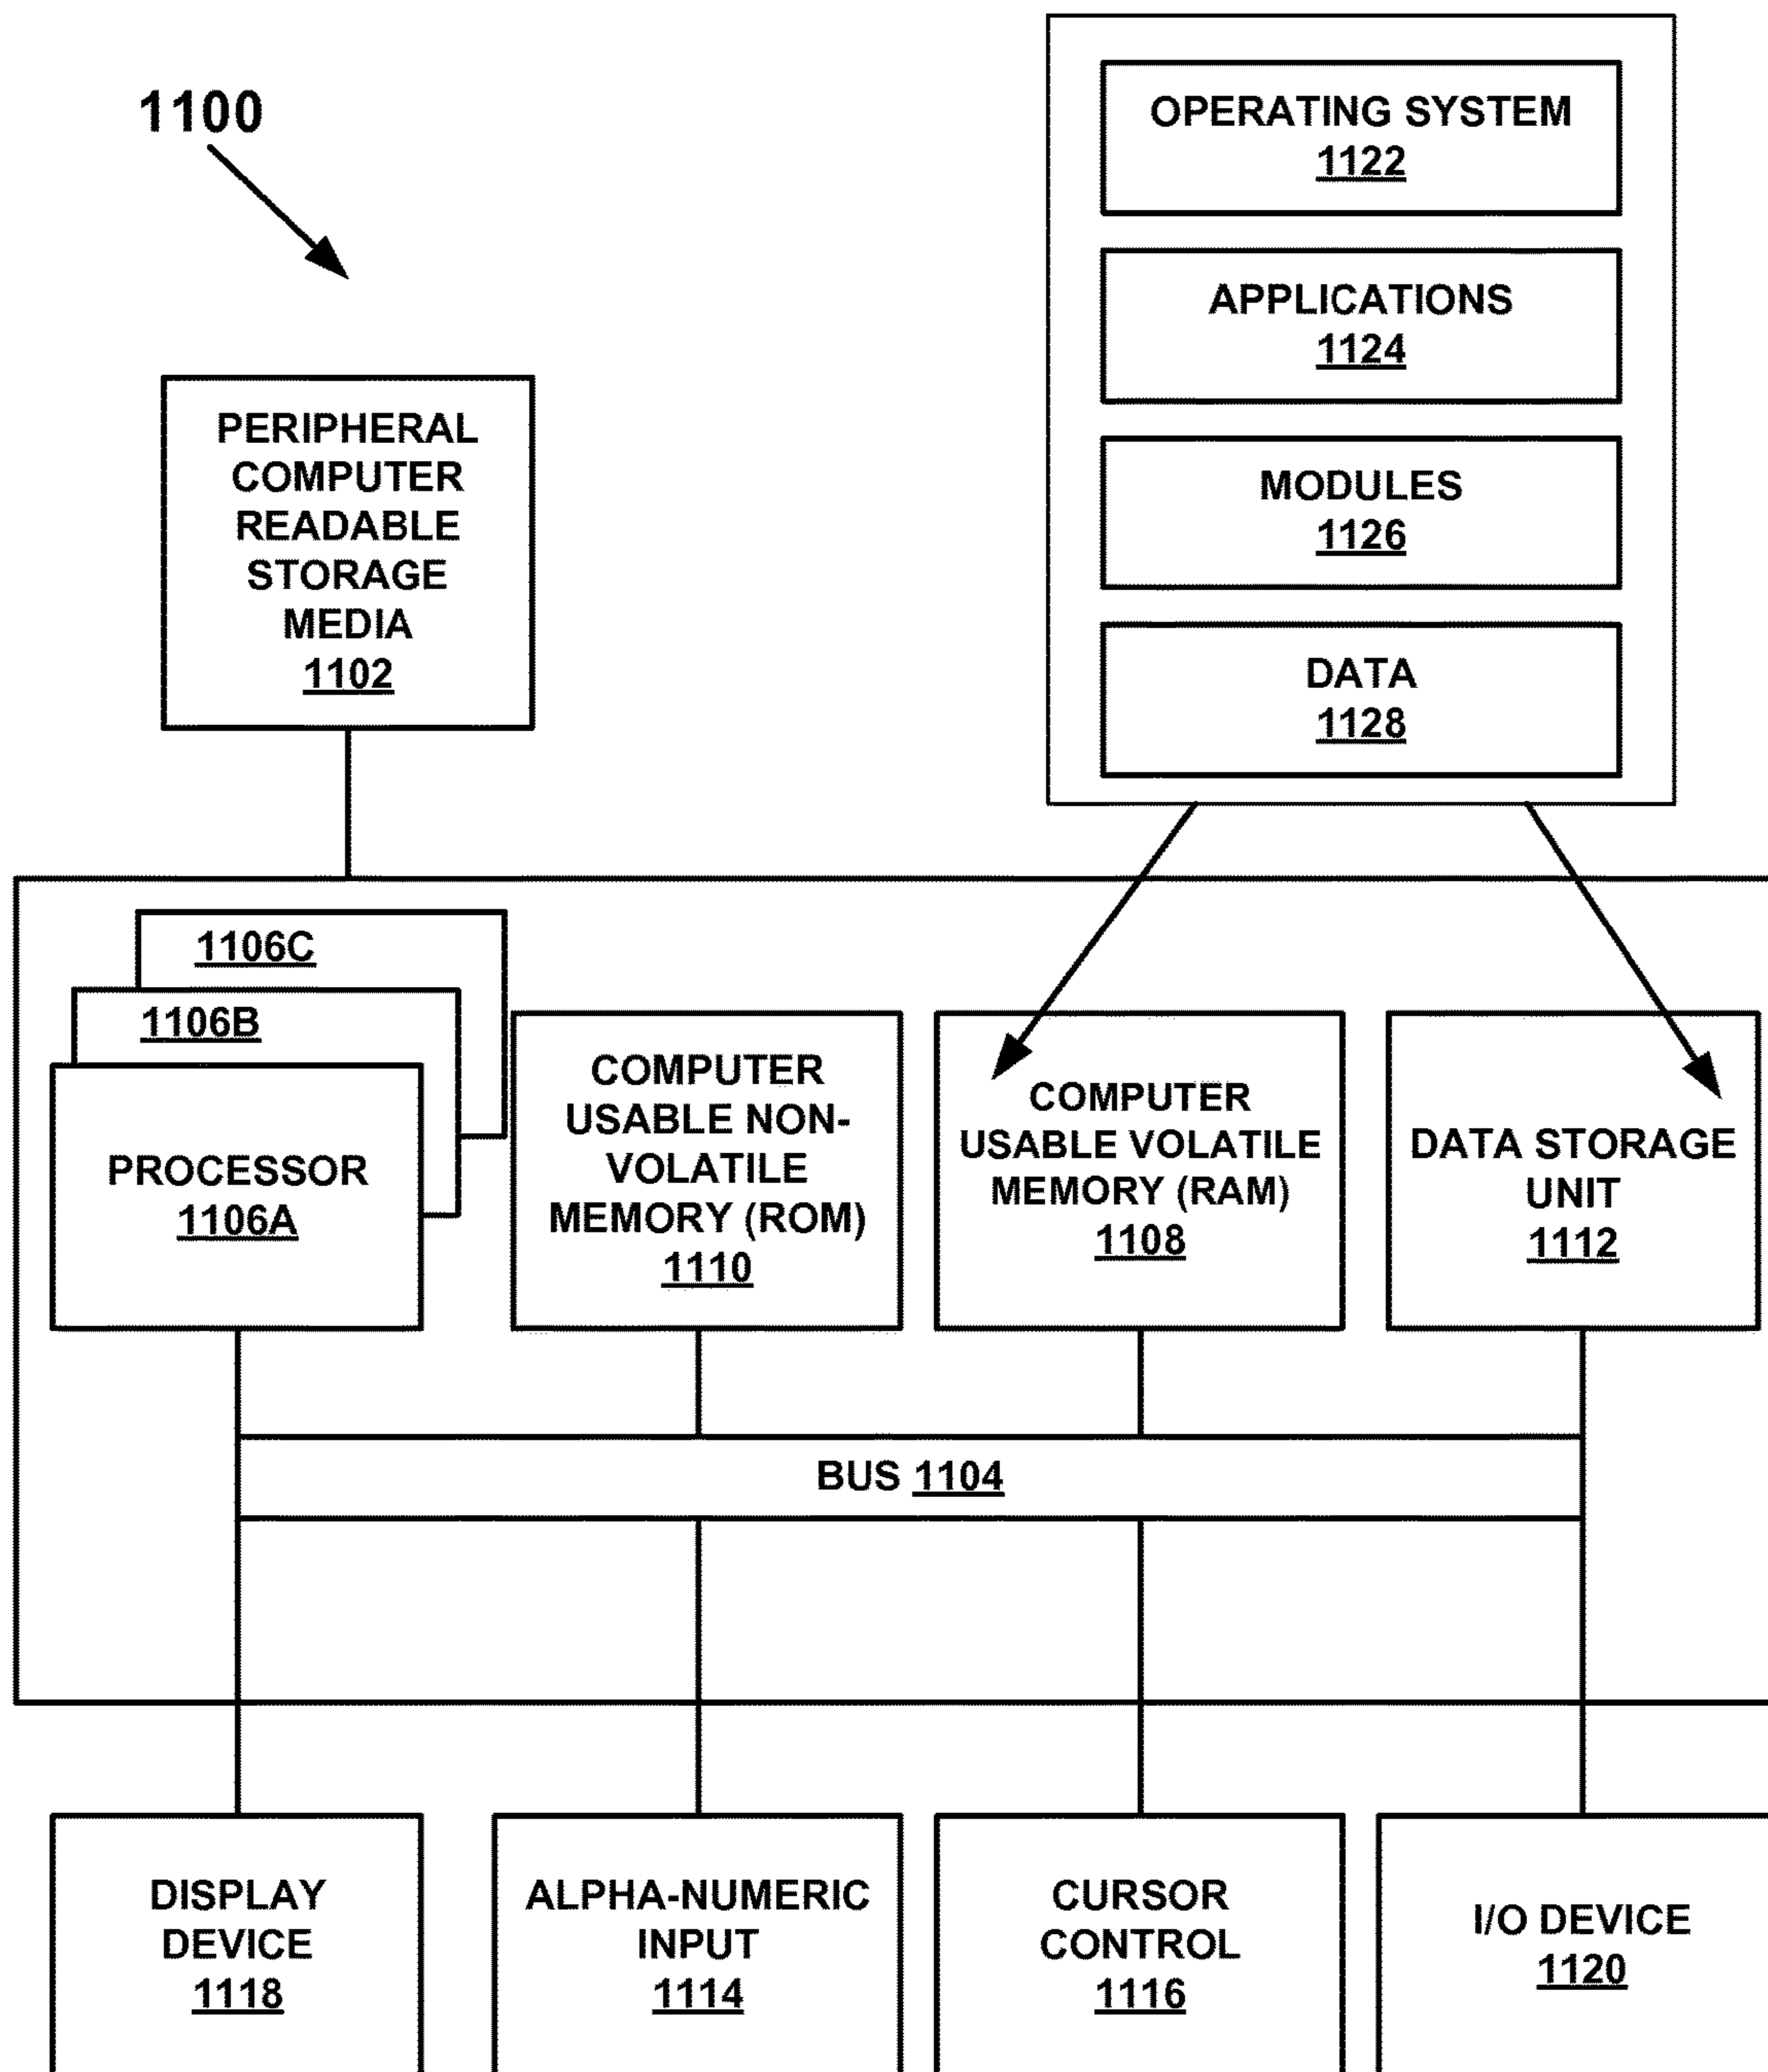 1100
OPERATING SYSTEM
1122
APPLICATIONS
1124
MODULES
1126
DATA
1128
PERIPHERAL
COMPUTER
READABLE
STORAGE
MEDIA
1102
1106C
1106B
PROCESSOR
1106A
COMPUTER
USABLE NON-
VOLATILE
MEMORY (ROM)
1110
COMPUTER
USABLE VOLATILE
MEMORY (RAM)
1108
DATA STORAGE
UNIT
1112
BUS 1104
DISPLAY
DEVICE
1118
ALPHA-NUMERIC
INPUT
1114
CURSOR
CONTROL
1116
I/O DEVICE
1120